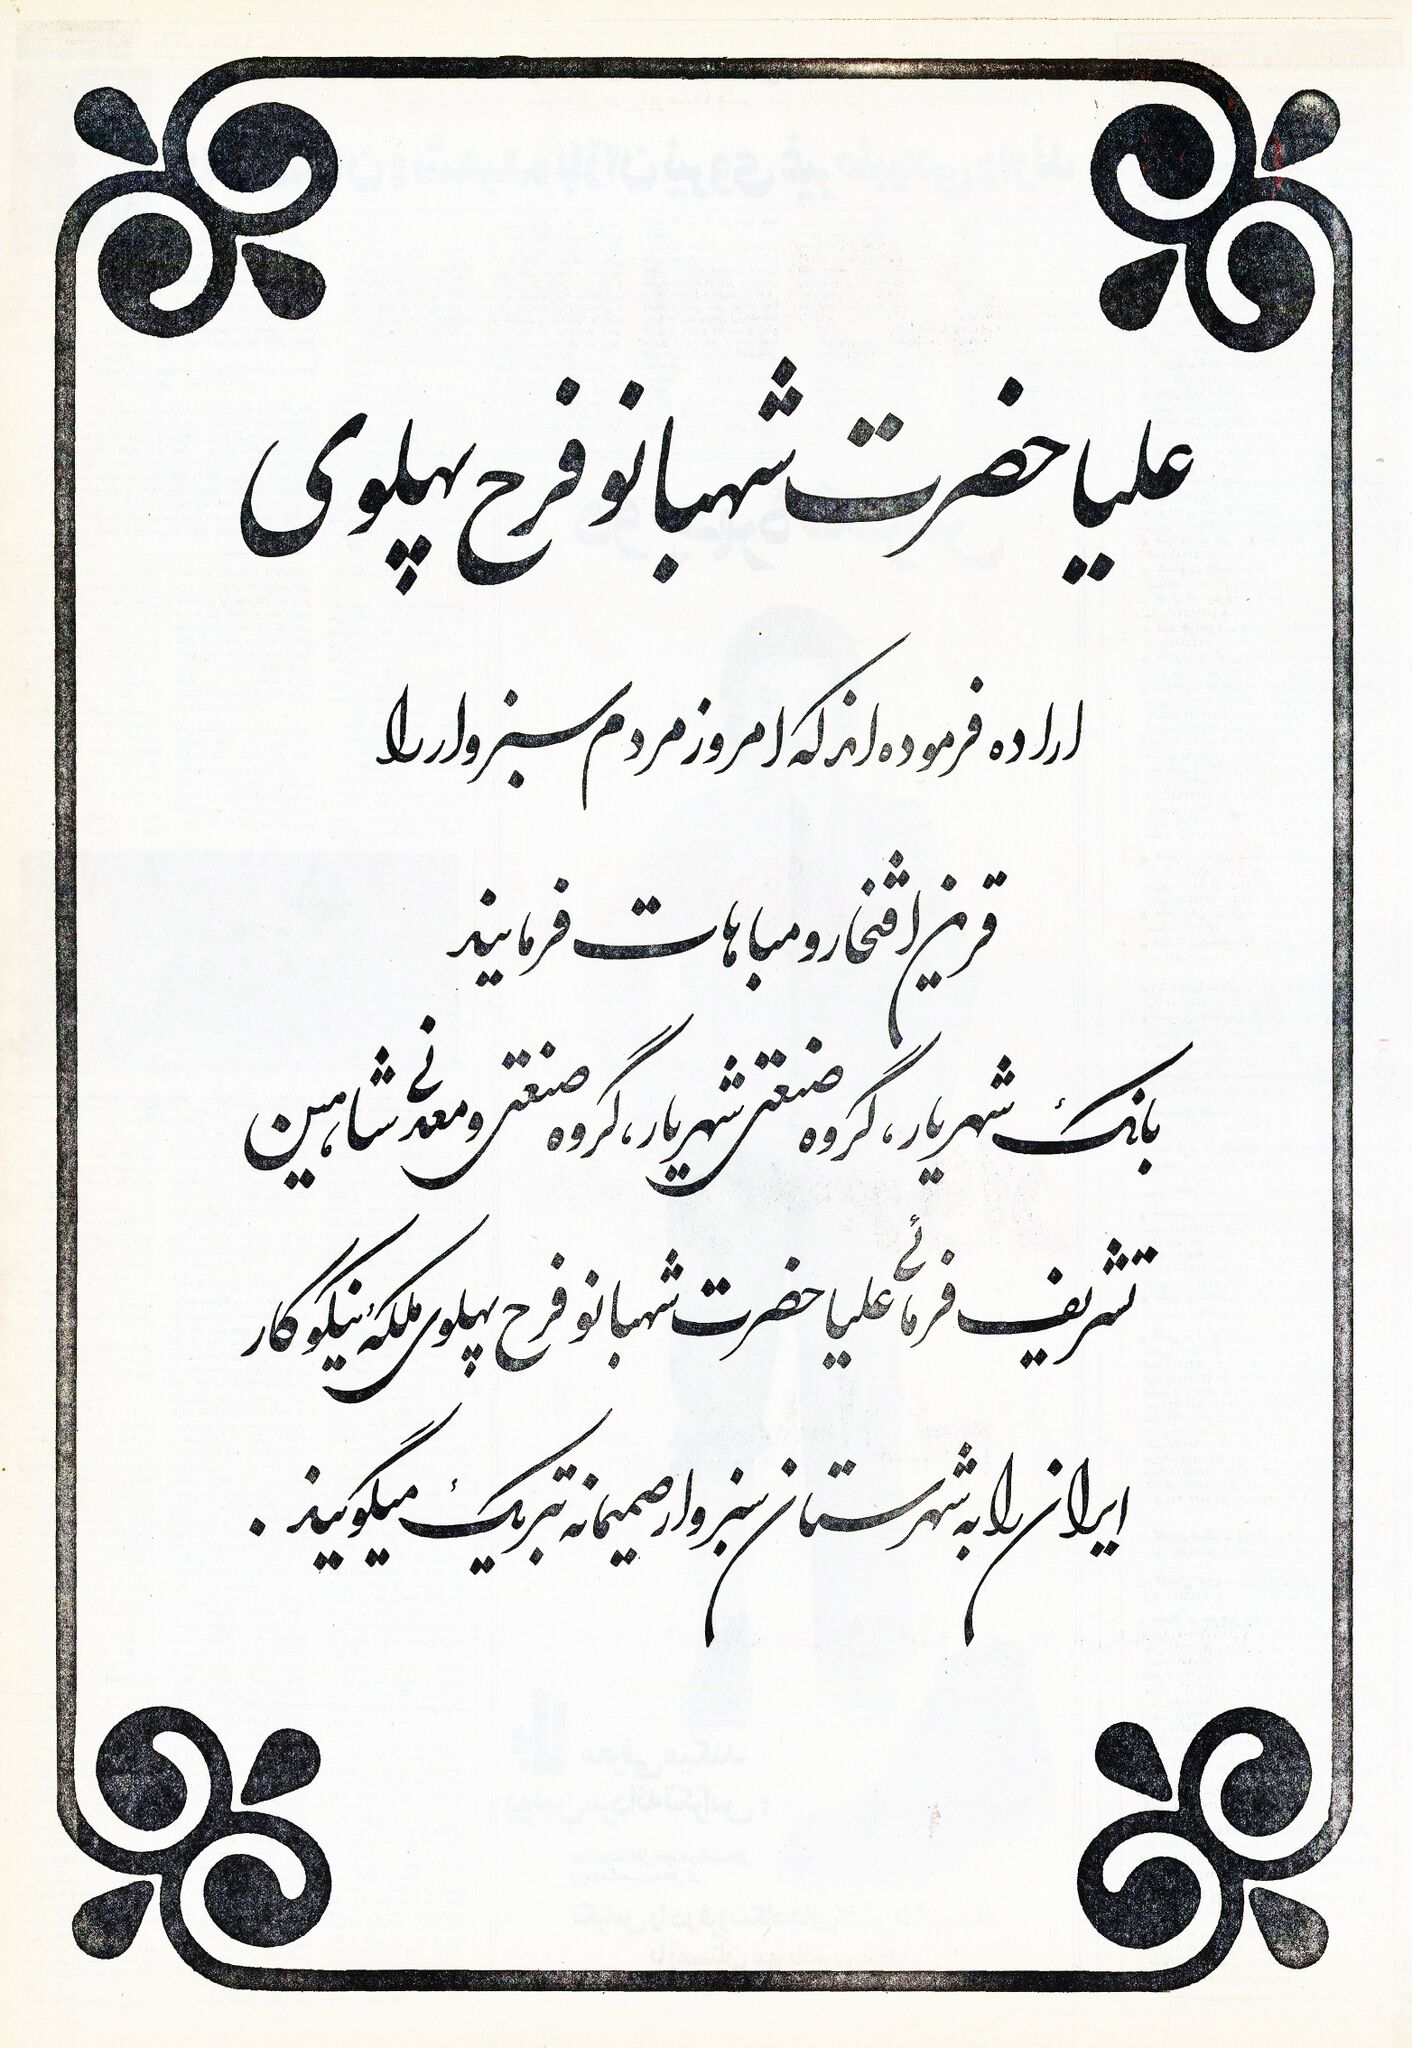 علیاحضرت شهبانو فرح پهلوی
اراده فرموده‌اند که امروز مردم سبزوار را
قرین افتخار و مباهات فرمایند
بانک شهریار، گروه صنعتی شهریار، گروه صنعتی و معدنی شاهین
تشریف فرمائی علیاحضرت شهبانو فرح پهلوی ملکهٔ نیکوکار
ایران را به شهرستان سبزوار صمیمانه تبریک میگویند.